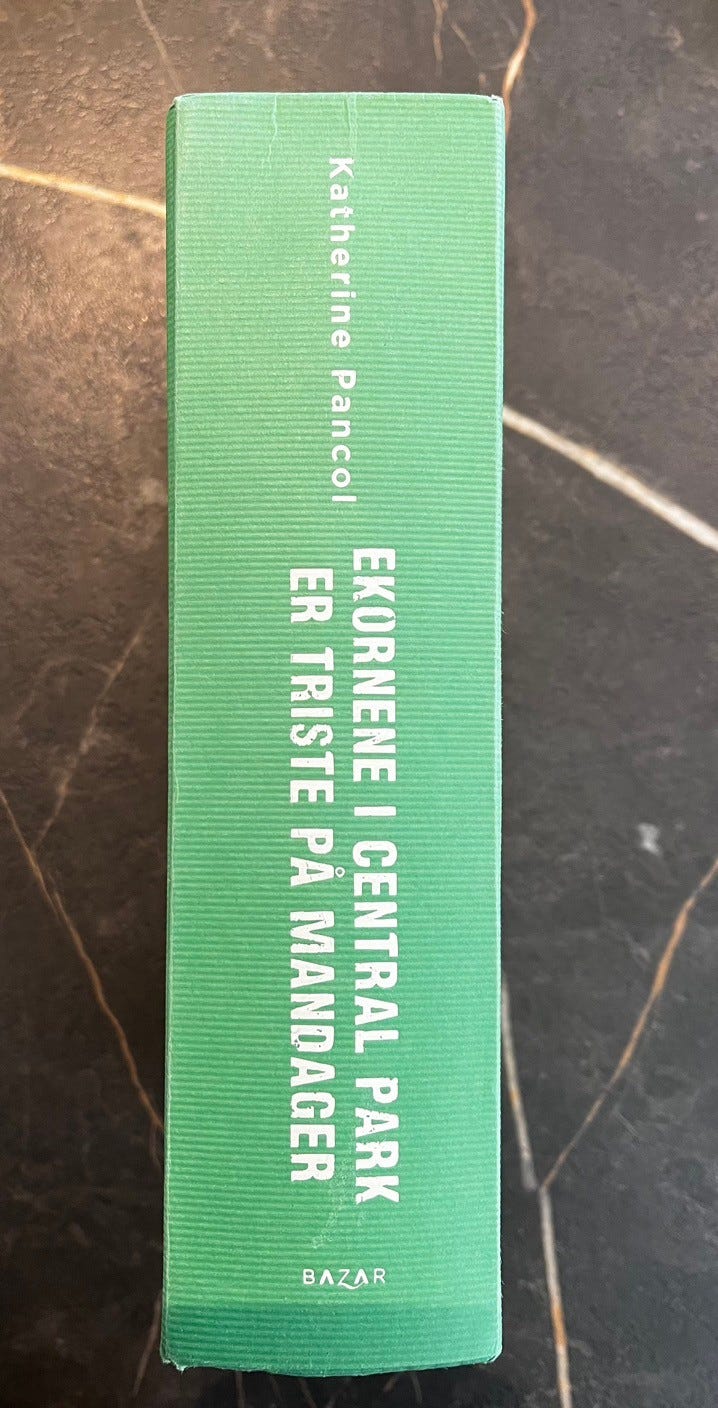 Katherine Pancol
EKORNENE I CENTRAL PARK
ER TRISTE PÅ MANDAGER
BAZAR